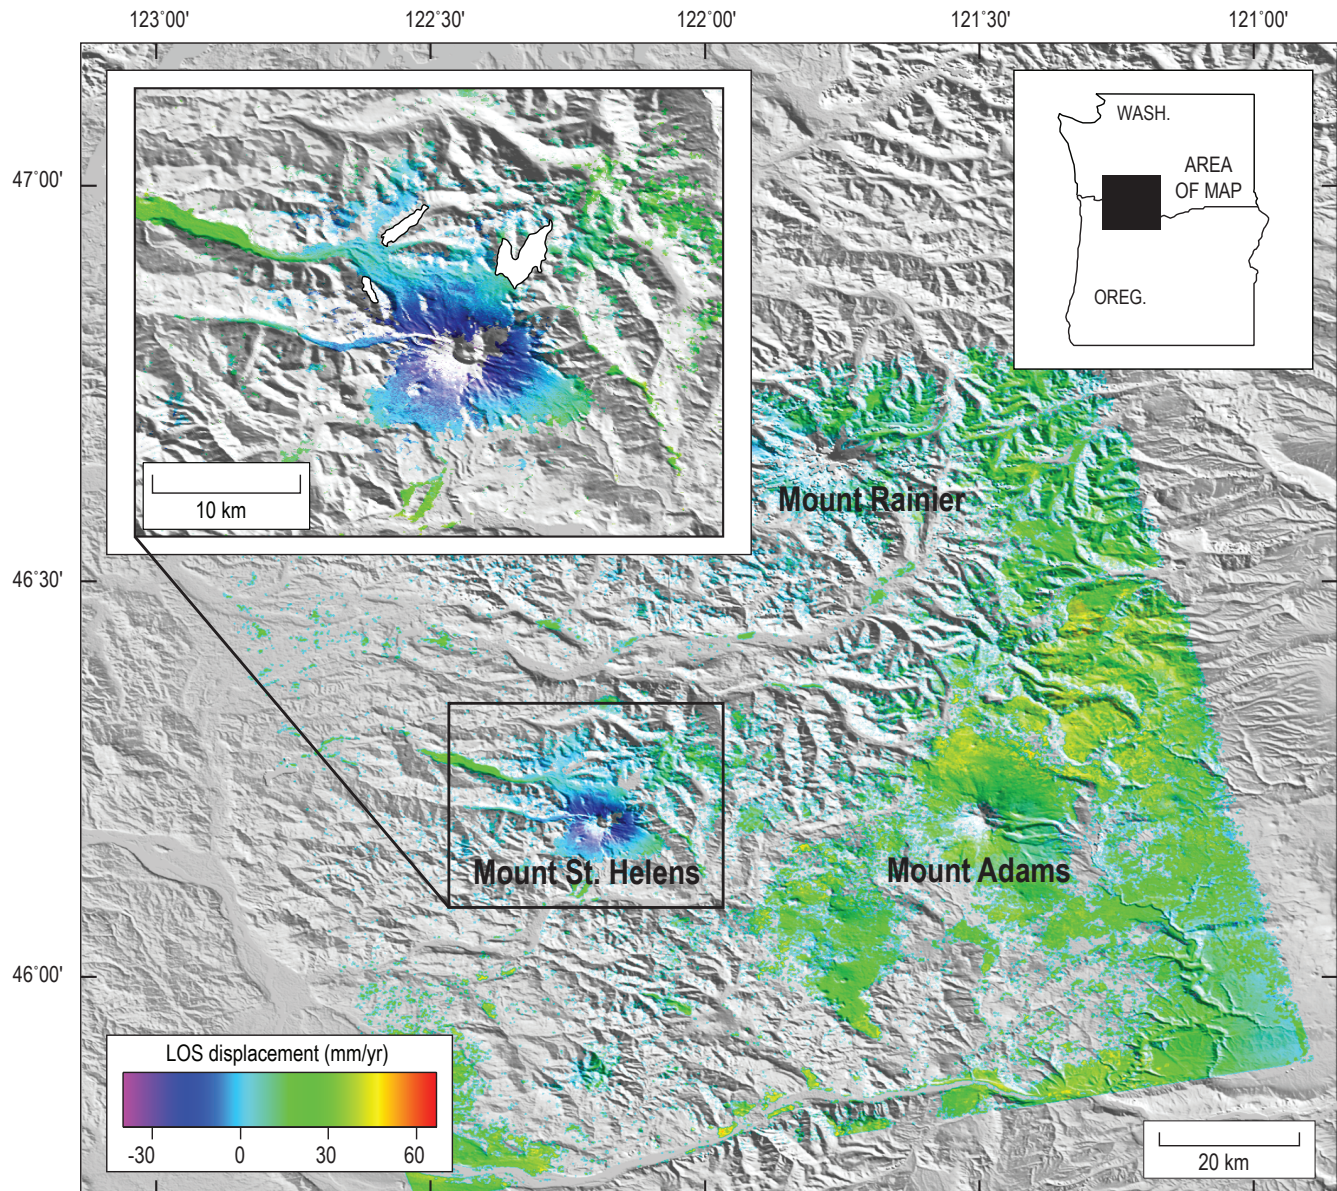 123°00'
122°30'
122°00'
121°30'
121°00'
47°00'
46°30'
46°00'
WASH.
AREA
OF MAP
OREG.
10 km
Mount Rainier
Mount St. Helens
Mount Adams
LOS displacement (mm/yr)
-30 0 30 60
20 km